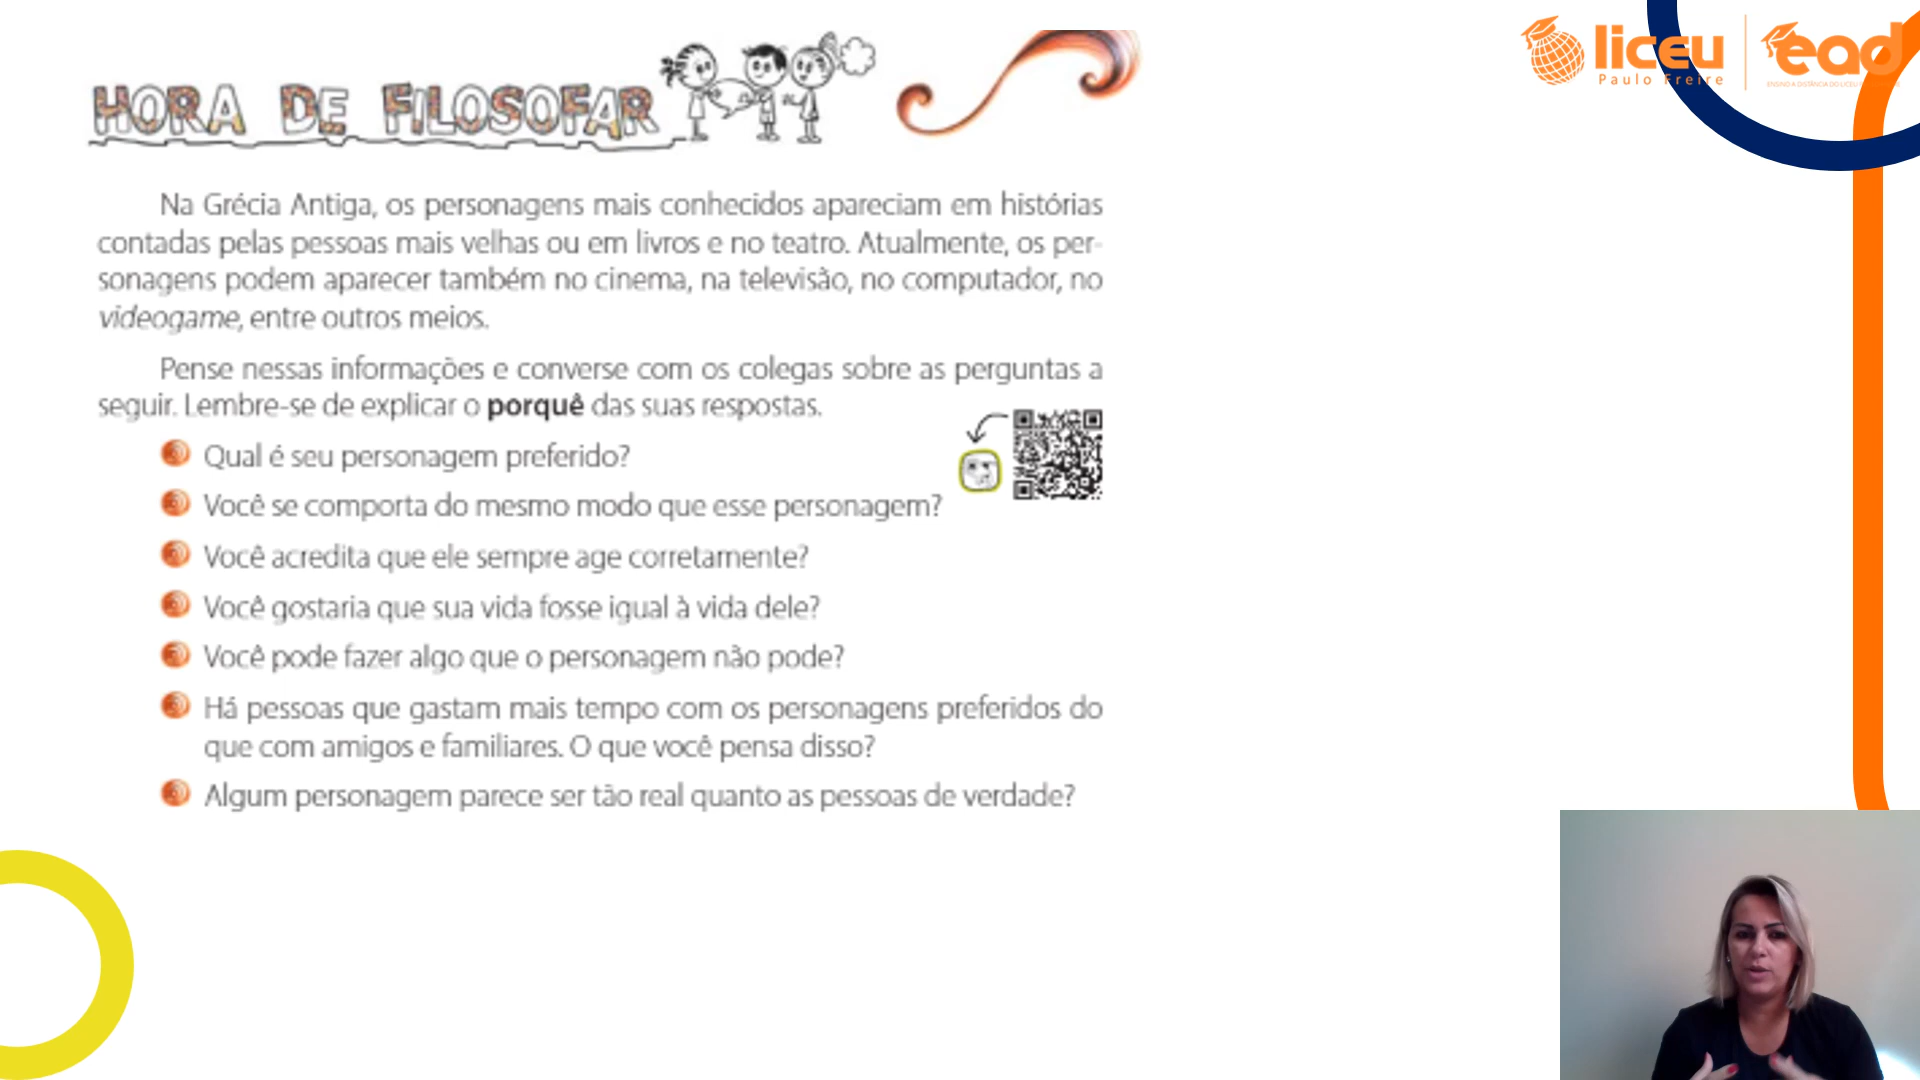 liceu
Paulo Freire
ead
HORA DE FILOSOFAR
Na Grécia Antiga, os personagens mais conhecidos apareciam em histórias
contadas pelas pessoas mais velhas ou em livros e no teatro. Atualmente, os per-
sonagens podem aparecer também no cinema, na televisão, no computador, no
videogame, entre outros meios.
Pense nessas informações e converse com os colegas sobre as perguntas a
seguir. Lembre-se de explicar o porquê das suas respostas.
Qual é seu personagem preferido?
Você se comporta do mesmo modo que esse personagem?
Você acredita que ele sempre age corretamente?
Você gostaria que sua vida fosse igual à vida dele?
Você pode fazer algo que o personagem não pode?
Há pessoas que gastam mais tempo com os personagens preferidos do
que com amigos e familiares. O que você pensa disso?
Algum personagem parece ser tão real quanto as pessoas de verdade?